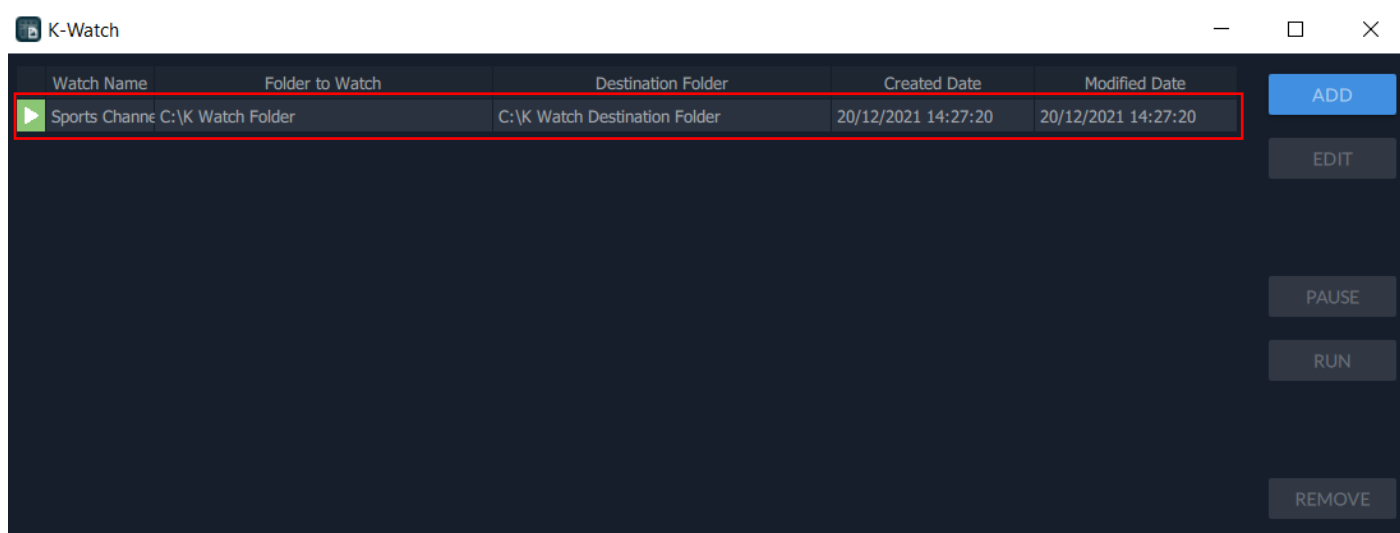 K-Watch
Watch Name Folder to Watch Destination Folder Created Date Modified Date
Sports Channe C:\K Watch Folder C:\K Watch Destination Folder 20/12/2021 14:27:20 20/12/2021 14:27:20
ADD
EDIT
PAUSE
RUN
REMOVE